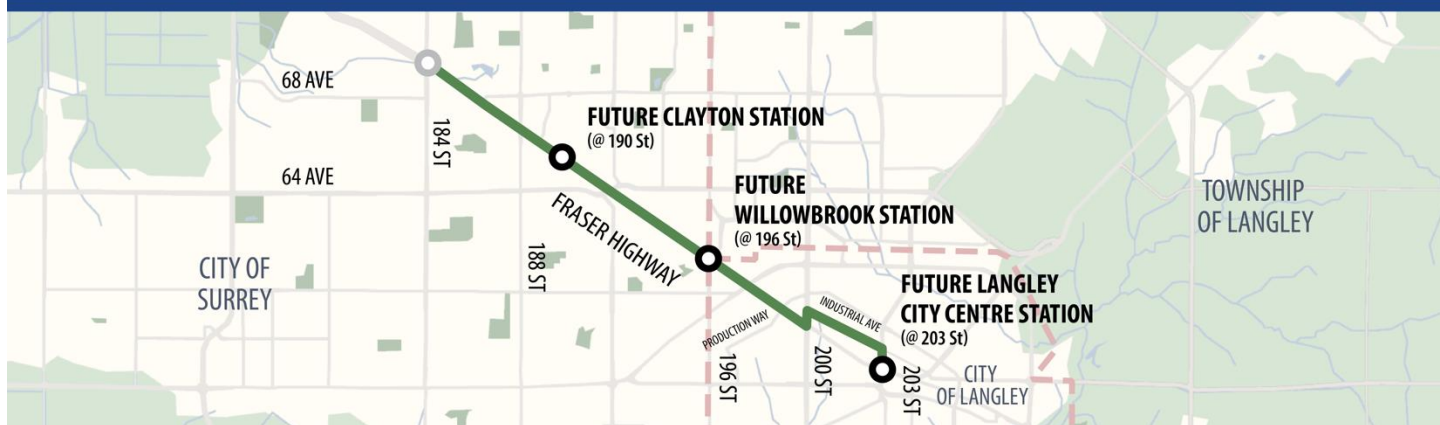 68 AVE
184 ST
FUTURE CLAYTON STATION
(@ 190 St)
64 AVE
FRASER HIGHWAY
FUTURE
WILLOWBROOK STATION
(@ 196 St)
TOWNSHIP
OF LANGLEY
188 ST
CITY OF
SURREY
FUTURE LANGLEY
CITY CENTRE STATION
(@ 203 St)
PRODUCTION WAY
INDUSTRIAL AVE
196 ST
200 ST
203 ST
CITY
OF LANGLEY